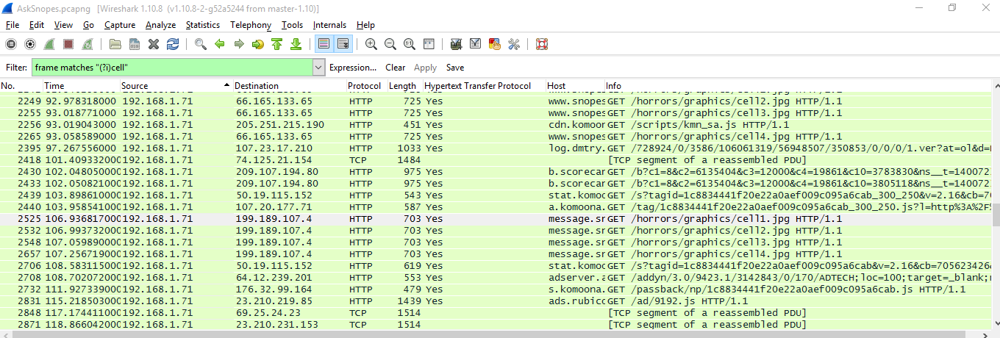 AskSnopes.pcapng [Wireshark 1.10.8 (v1.10.8-2-g52a5244 from master-1.10)]
File Edit View Go Capture Analyze Statistics Telephony Tools Internals Help
Filter: frame matches "(?i)cell" Expression... Clear Apply Save
No. Time Source Destination Protocol Length Hypertext Transfer Protocol Host Info
2249 92.978318000 192.168.1.71 66.165.133.65 HTTP 725 Yes www.snopes GET /horrors/graphics/cell2.jpg HTTP/1.1
2255 93.018771000 192.168.1.71 66.165.133.65 HTTP 725 Yes www.snopes GET /horrors/graphics/cell3.jpg HTTP/1.1
2256 93.019043000 192.168.1.71 205.251.215.190 HTTP 451 Yes cdn.komoon GET /scripts/kmn_sa.js HTTP/1.1
2265 93.058589000 192.168.1.71 66.165.133.65 HTTP 725 Yes www.snopes GET /horrors/graphics/cell4.jpg HTTP/1.1
2395 97.267556000 192.168.1.71 107.23.17.210 HTTP 1033 Yes log.dmtry. GET /728924/0/3586/106061319/56948507/350853/0/0/0/1.ver?at=ol&d=
2418 101.409332000 192.168.1.71 74.125.21.154 TCP 1484 [TCP segment of a reassembled PDU]
2430 102.048050000 192.168.1.71 209.107.194.80 HTTP 975 Yes b.scorecar GET /b?c1=8&c2=6135404&c3=12000&c4=19861&c10=3783830&ns__t=140072
2433 102.050821000 192.168.1.71 209.107.194.80 HTTP 975 Yes b.scorecar GET /b?c1=8&c2=6135404&c3=12000&c4=19861&c10=3805118&ns__t=140072
2439 103.898610000 192.168.1.71 50.19.115.152 HTTP 543 Yes stat.komoo GET /s?tagid=1c8834441f20e22a0aef009c095a6cab_300_250&v=2.16&cb=70
2440 103.958541000 192.168.1.71 107.20.177.71 HTTP 587 Yes a.komoona. GET /tag/1c8834441f20e22a0aef009c095a6cab_300_250.js?l=http%3A%2F%
2525 106.936817000 192.168.1.71 199.189.107.4 HTTP 703 Yes message.sn GET /horrors/graphics/cell1.jpg HTTP/1.1
2532 106.993732000 192.168.1.71 199.189.107.4 HTTP 703 Yes message.sn GET /horrors/graphics/cell2.jpg HTTP/1.1
2548 107.059890000 192.168.1.71 199.189.107.4 HTTP 703 Yes message.sn GET /horrors/graphics/cell3.jpg HTTP/1.1
2657 107.256719000 192.168.1.71 199.189.107.4 HTTP 703 Yes message.sn GET /horrors/graphics/cell4.jpg HTTP/1.1
2706 108.583115000 192.168.1.71 50.19.115.152 HTTP 619 Yes stat.komoo GET /s?tagid=1c8834441f20e22a0aef009c095a6cab&v=2.16&cb=705623426&
2708 108.702072000 192.168.1.71 64.12.239.201 HTTP 553 Yes adserver.a GET /addyn/3.0/9423.1/3142843/0/170/ADTECH;loc=100;target=_blank;
2732 111.927339000 192.168.1.71 176.32.99.164 HTTP 479 Yes s.komoona. GET /passback/np/1c8834441f20e22a0aef009c095a6cab.js HTTP/1.1
2831 115.218503000 192.168.1.71 23.210.219.85 HTTP 1439 Yes ads.rubico GET /ad/9192.js HTTP/1.1
2848 117.174411000 192.168.1.71 69.25.24.23 TCP 1514 [TCP segment of a reassembled PDU]
2871 118.866042000 192.168.1.71 23.210.231.153 TCP 1514 [TCP segment of a reassembled PDU]